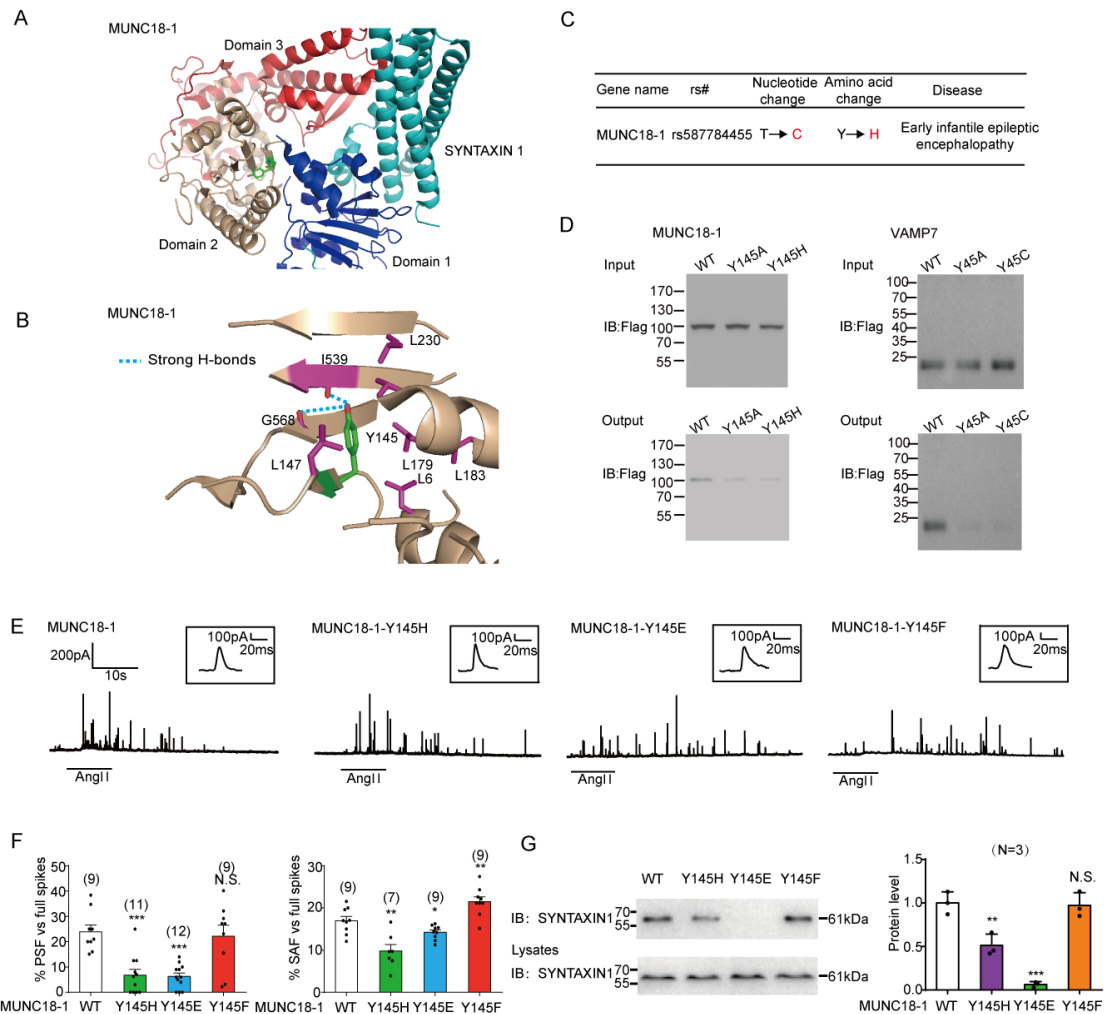 A
MUNC18-1
Domain 3
SYNTAXIN 1
Domain 2
Domain 1
B
MUNC18-1
Strong H-bonds
L230
I539
G568
Y145
L147
L179
L183
L6
C
Gene name rs# Nucleotide change Amino acid change Disease
MUNC18-1 rs587784455 T C Y H Early infantile epileptic encephalopathy
D
MUNC18-1
Input
WT Y145A Y145H
170
130
100
70
55
IB:Flag
Output
WT Y145A Y145H
170
130
100
70
55
IB:Flag
VAMP7
Input
WT Y45A Y45C
100
70
55
40
35
25
IB:Flag
Output
WT Y45A Y45C
100
70
55
40
35
25
IB:Flag
E
MUNC18-1
200pA
10s
100pA
20ms
AngII
MUNC18-1-Y145H
100pA
20ms
AngII
MUNC18-1-Y145E
100pA
20ms
AngII
MUNC18-1-Y145F
100pA
20ms
AngII
F
% PSF vs full spikes
50
40
30
20
10
0
(9)
(11)
***
(12)
***
(9)
N.S.
MUNC18-1 WT Y145H Y145E Y145F
% SAF vs full spikes
30
20
10
0
(9)
(7)
**
(9)
*
(9)
**
MUNC18-1 WT Y145H Y145E Y145F
G
WT Y145H Y145E Y145F
IB: SYNTAXIN1
70
55
61kDa
Lysates
IB: SYNTAXIN1
70
55
61kDa
(N=3)
Protein level
1.5
1.0
0.5
0.0
**
***
N.S.
MUNC18-1 WT Y145H Y145E Y145F